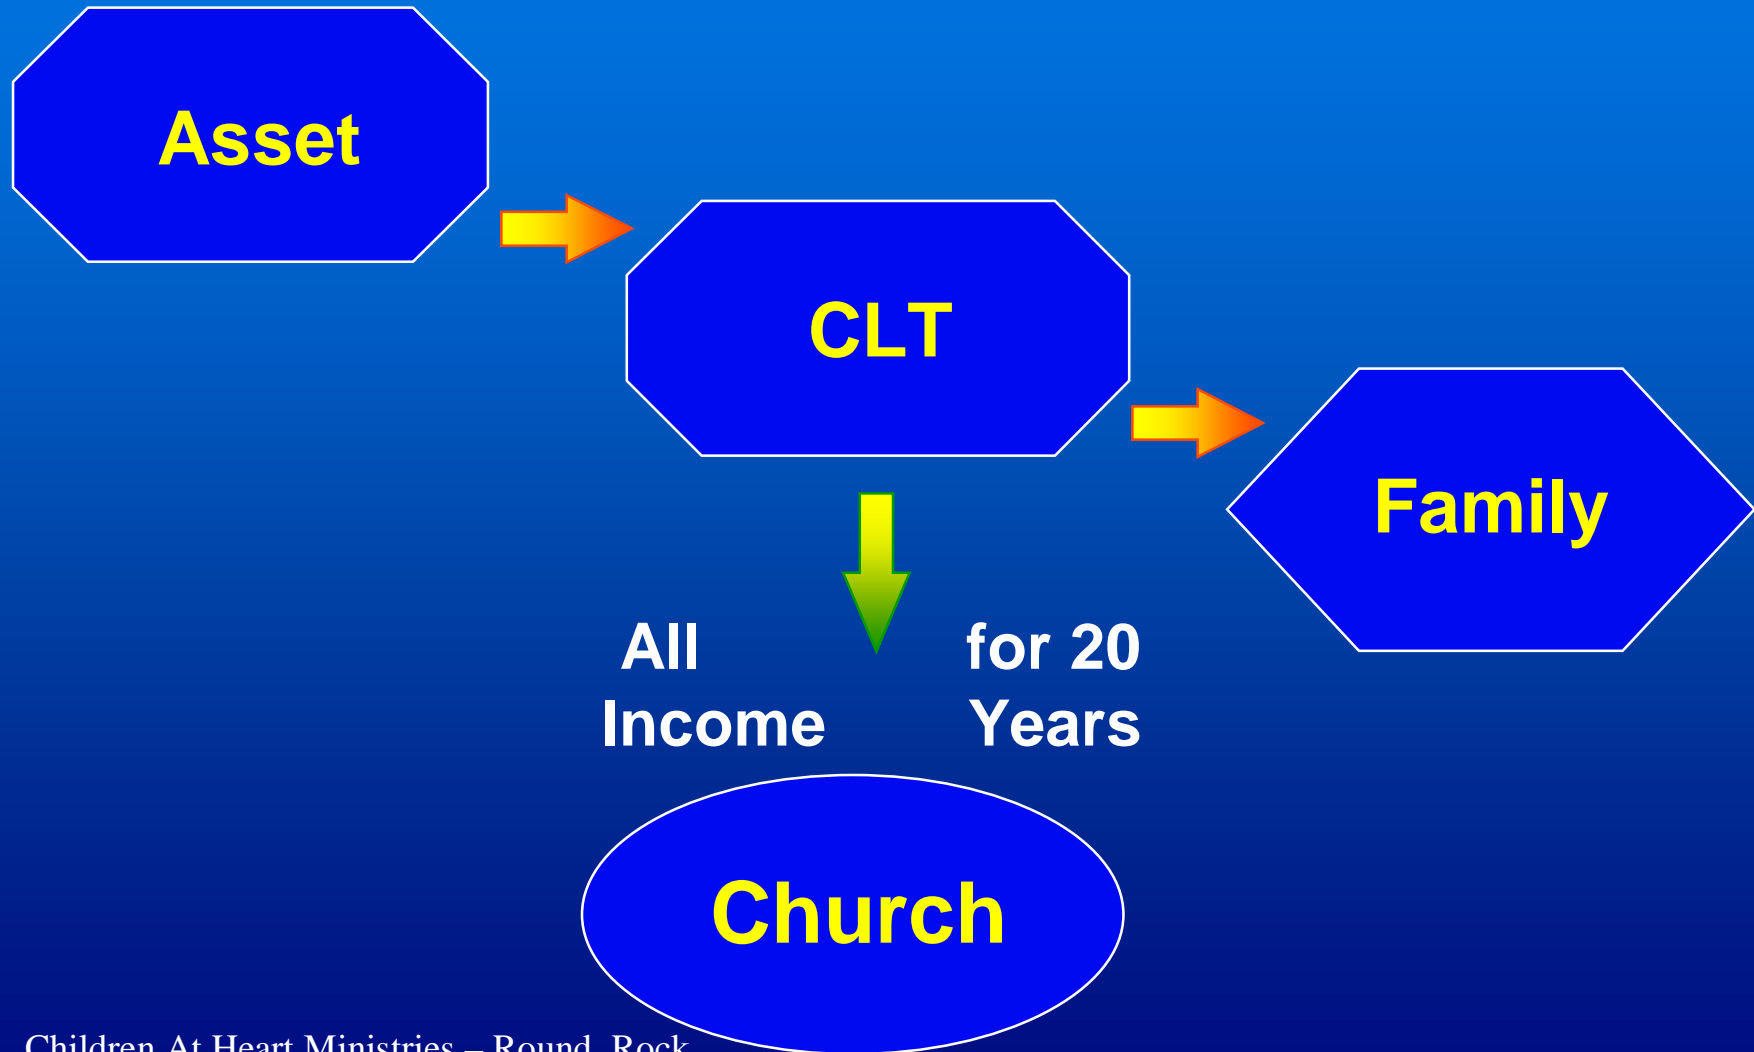 Asset
CLT
Family
All for 20
Income Years
Church
Children At Heart Ministries – Round Rock